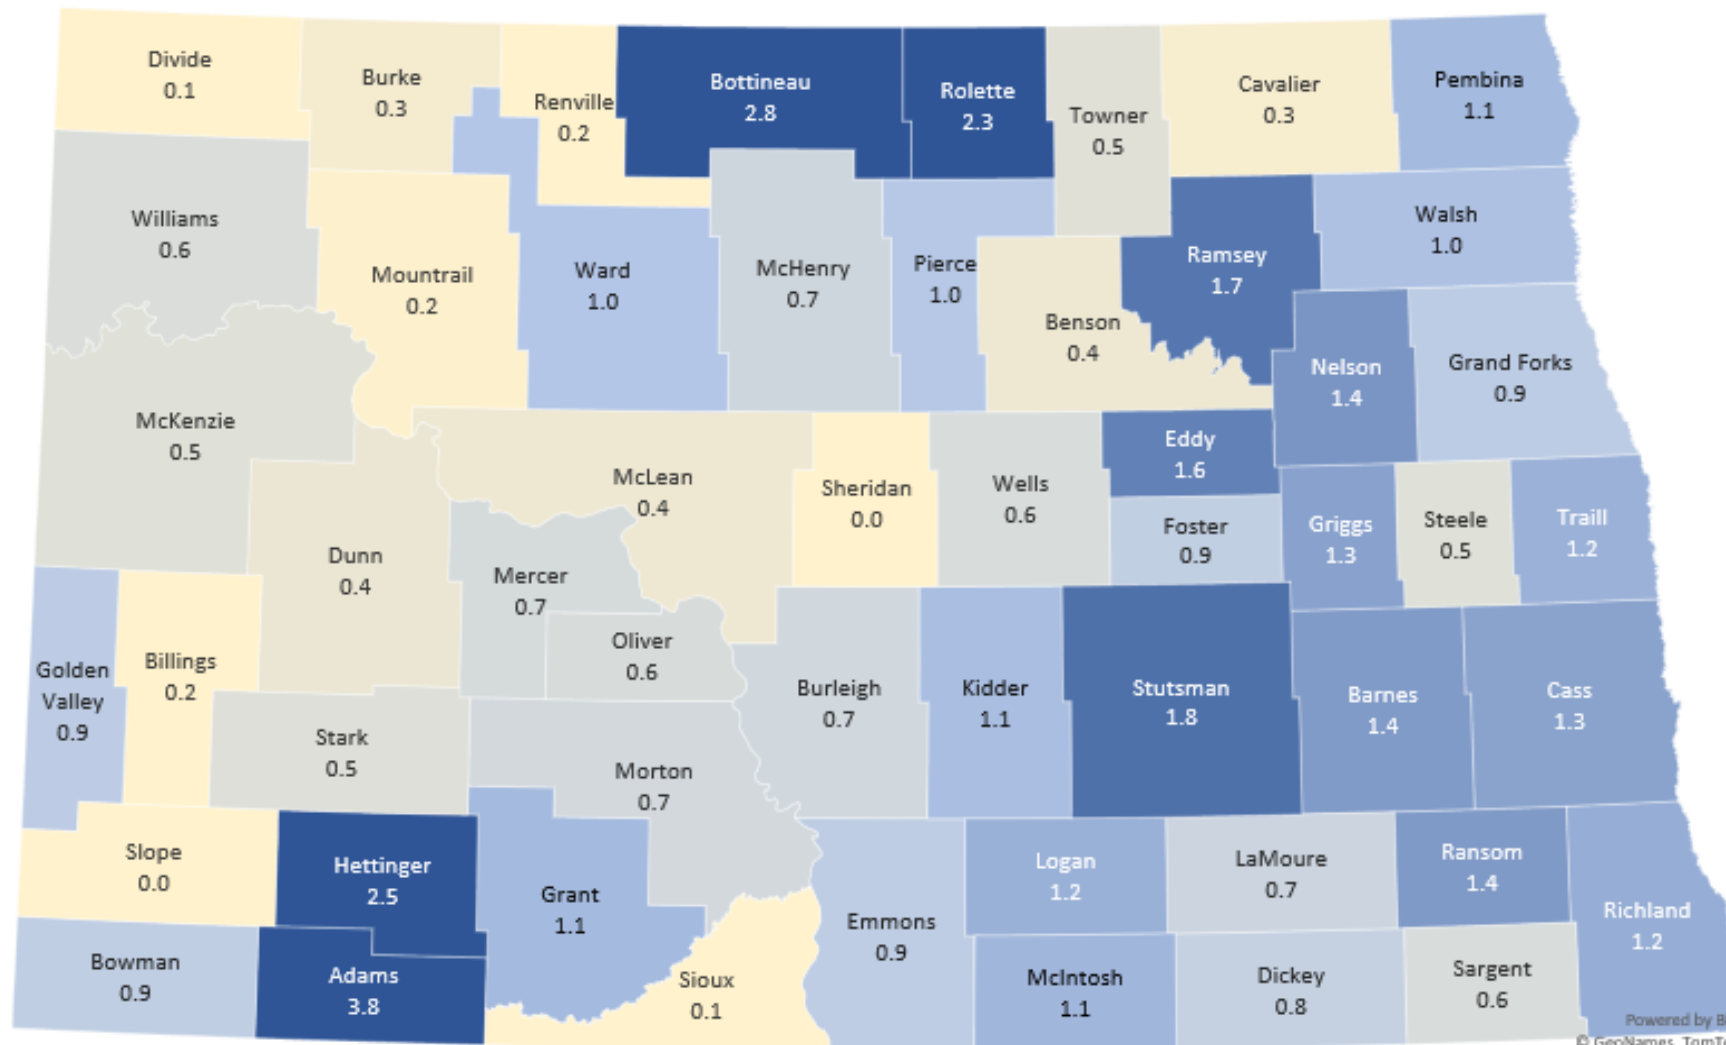 Divide
0.1
Burke
0.3
Renville
0.2
Bottineau
2.8
Rolette
2.3
Towner
0.5
Cavalier
0.3
Pembina
1.1
Williams
0.6
Mountrail
0.2
Ward
1.0
McHenry
0.7
Pierce
1.0
Benson
0.4
Ramsey
1.7
Walsh
1.0
Nelson
1.4
Grand Forks
0.9
McKenzie
0.5
McLean
0.4
Sheridan
0.0
Wells
0.6
Eddy
1.6
Foster
0.9
Griggs
1.3
Steele
0.5
Traill
1.2
Dunn
0.4
Mercer
0.7
Oliver
0.6
Golden
Valley
0.9
Billings
0.2
Stark
0.5
Morton
0.7
Burleigh
0.7
Kidder
1.1
Stutsman
1.8
Barnes
1.4
Cass
1.3
Slope
0.0
Hettinger
2.5
Grant
1.1
Emmons
0.9
Logan
1.2
LaMoure
0.7
Ransom
1.4
Richland
1.2
Bowman
0.9
Adams
3.8
Sioux
0.1
McIntosh
1.1
Dickey
0.8
Sargent
0.6
Powered by B
© GeoNames, TomT